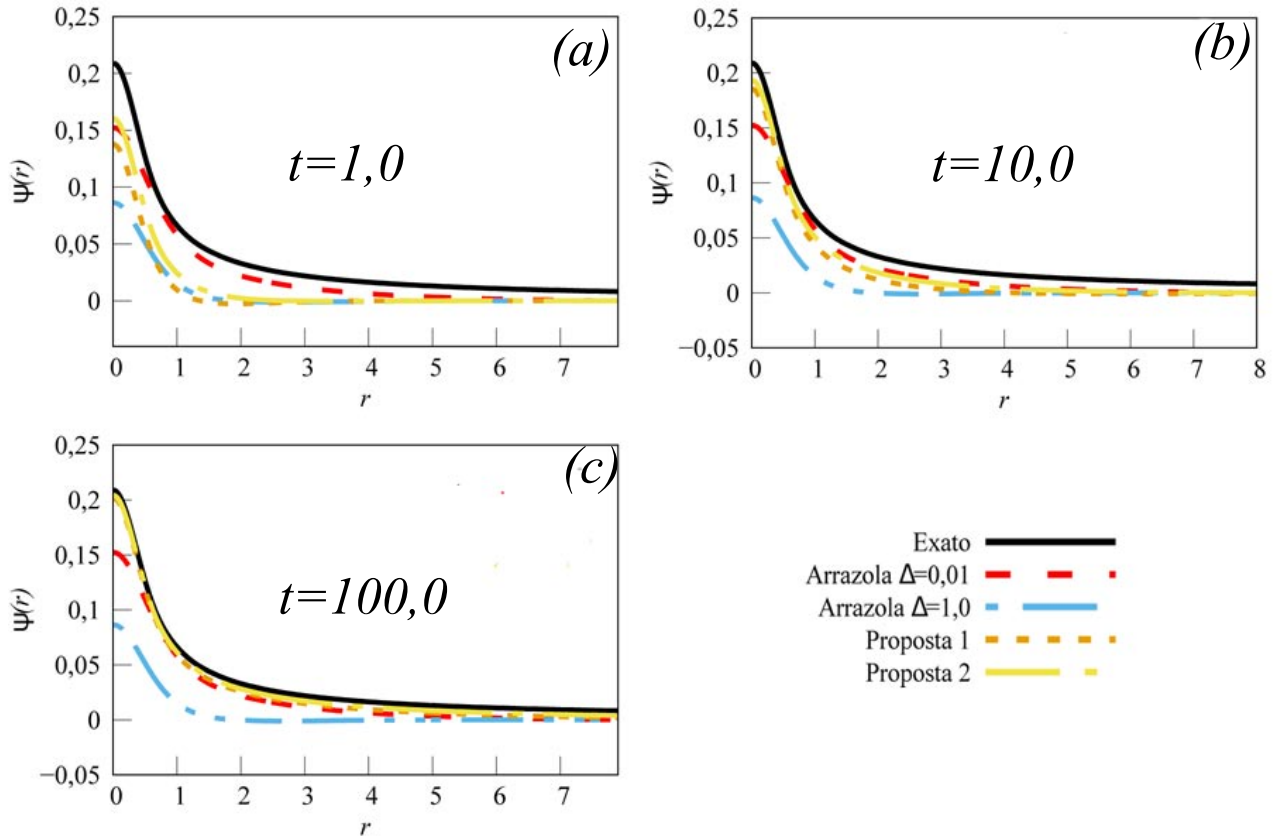 (a)
0,25
0,2
0,15
0,1
0,05
0
Ψ(r)
t=1,0
0 1 2 3 4 5 6 7
r
(b)
0,25
0,2
0,15
0,1
0,05
0
−0,05
Ψ(r)
t=10,0
0 1 2 3 4 5 6 7 8
r
(c)
0,25
0,2
0,15
0,1
0,05
0
−0,05
Ψ(r)
t=100,0
0 1 2 3 4 5 6 7
r
Exato
Arrazola Δ=0,01
Arrazola Δ=1,0
Proposta 1
Proposta 2